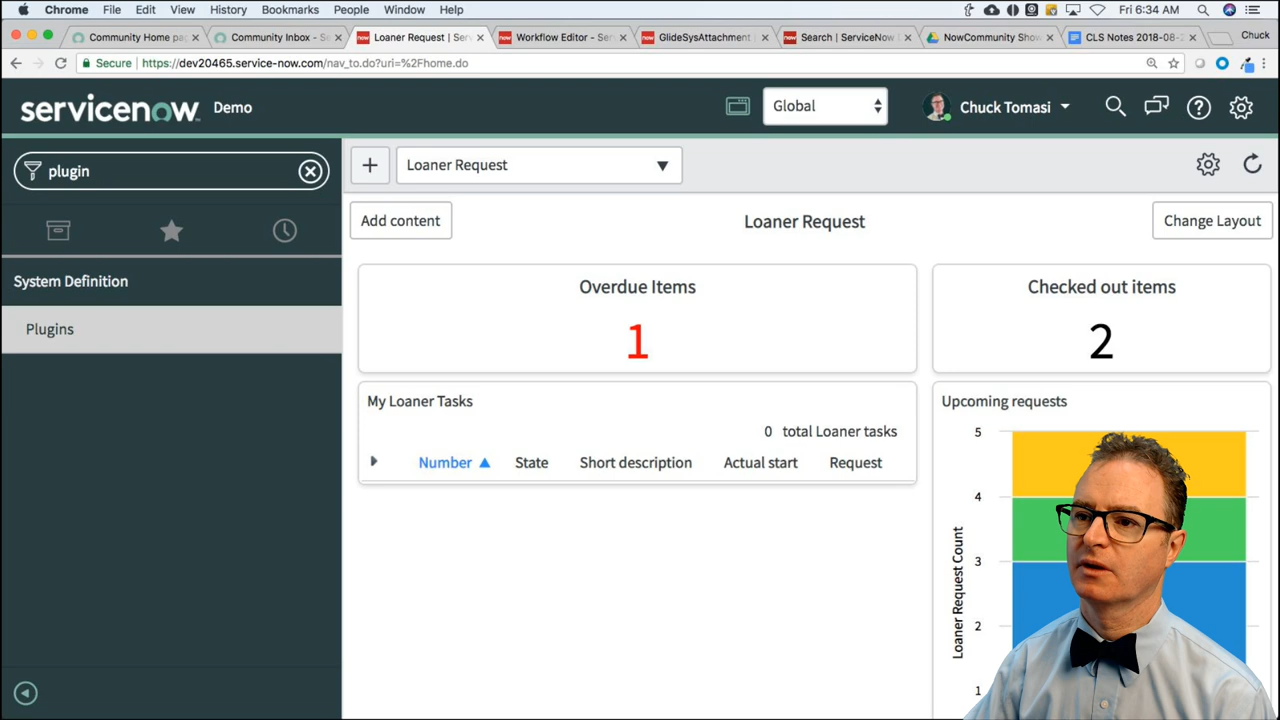 Chrome File Edit View History Bookmarks People Window Help Fri 6:34 AM
Community Home pag Community Inbox - Se Loaner Request | Serv Workflow Editor - Serv GlideSysAttachment Search | ServiceNow NowCommunity Show CLS Notes 2018-08-2 Chuck
Secure https://dev20465.service-now.com/nav_to.do?uri=%2Fhome.do
servicenow Demo Global Chuck Tomasi
plugin
Loaner Request
Add content Loaner Request Change Layout
System Definition
Plugins
Overdue Items
1
Checked out items
2
My Loaner Tasks
0 total Loaner tasks
Number State Short description Actual start Request
Upcoming requests
5
4
3
2
1
Loaner Request Count